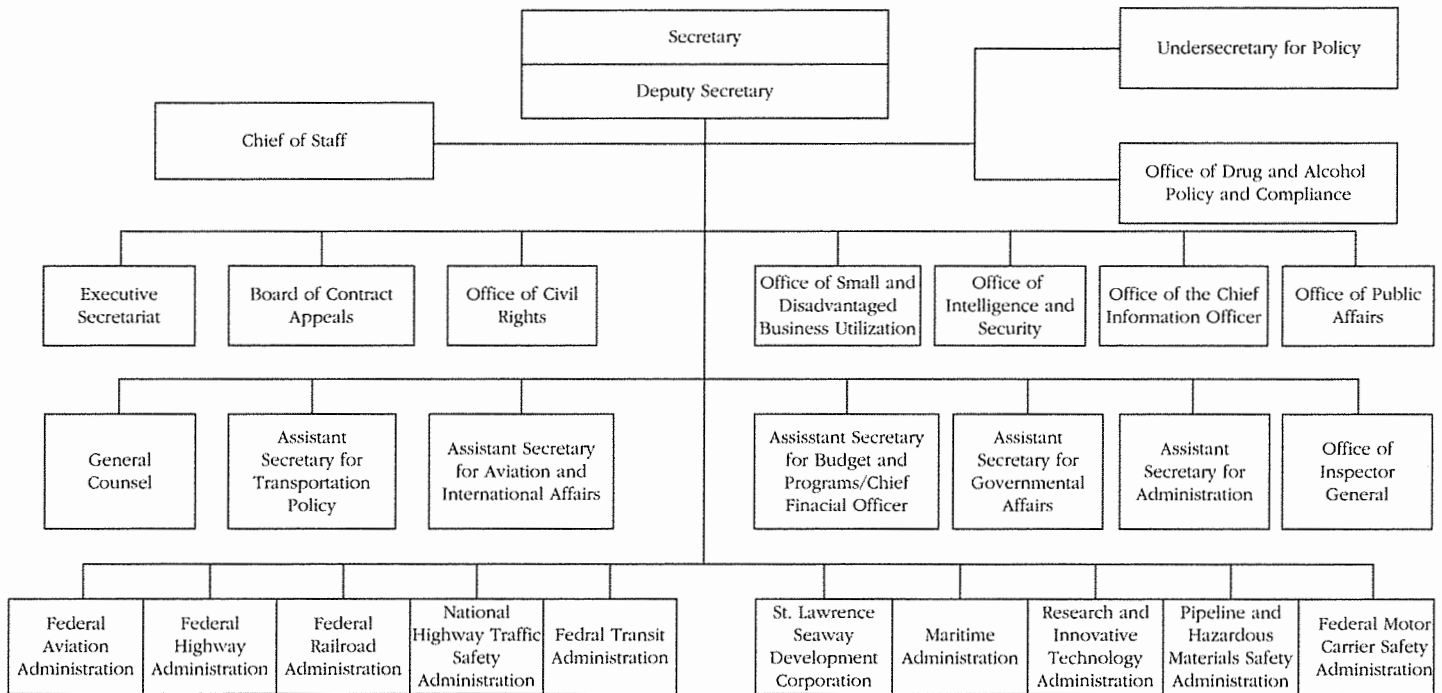 Secretary
Deputy Secretary
Undersecretary for Policy
Chief of Staff
Office of Drug and Alcohol
Policy and Compliance
Executive
Secretariat
Board of Contract
Appeals
Office of Civil
Rights
Office of Small and
Disadvantaged
Business Utilization
Office of
Intelligence and
Security
Office of the Chief
Information Officer
Office of Public
Affairs
General
Counsel
Assistant
Secretary for
Transportation
Policy
Assistant Secretary
for Aviation and
International Affairs
Assisstant Secretary
for Budget and
Programs/Chief
Finacial Officer
Assistant
Secretary for
Governmental
Affairs
Assistant
Secretary for
Administration
Office of
Inspector
General
Federal
Aviation
Administration
Federal
Highway
Administration
Federal
Railroad
Administration
National
Highway Traffic
Safety
Administration
Fedral Transit
Administration
St. Lawrence
Seaway
Development
Corporation
Maritime
Administration
Research and
Innovative
Technology
Administration
Pipeline and
Hazardous
Materials Safety
Administration
Federal Motor
Carrier Safety
Administration